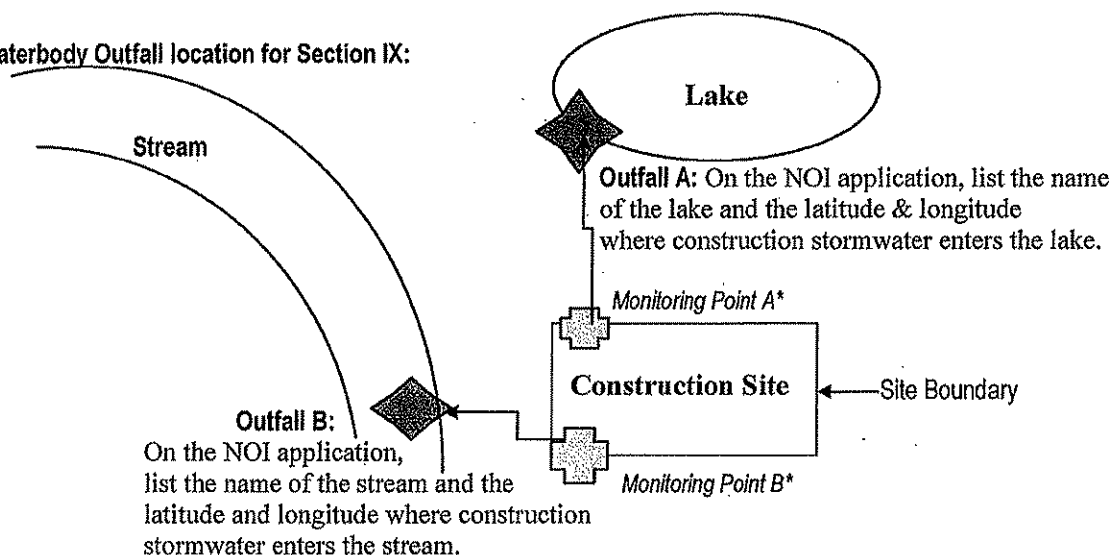 aterbody Outfall location for Section IX:
Lake
Stream
Outfall A: On the NOI application, list the name
of the lake and the latitude & longitude
where construction stormwater enters the lake.
Monitoring Point A*
Construction Site
Site Boundary
Outfall B:
On the NOI application,
list the name of the stream and the
latitude and longitude where construction
stormwater enters the stream.
Monitoring Point B*